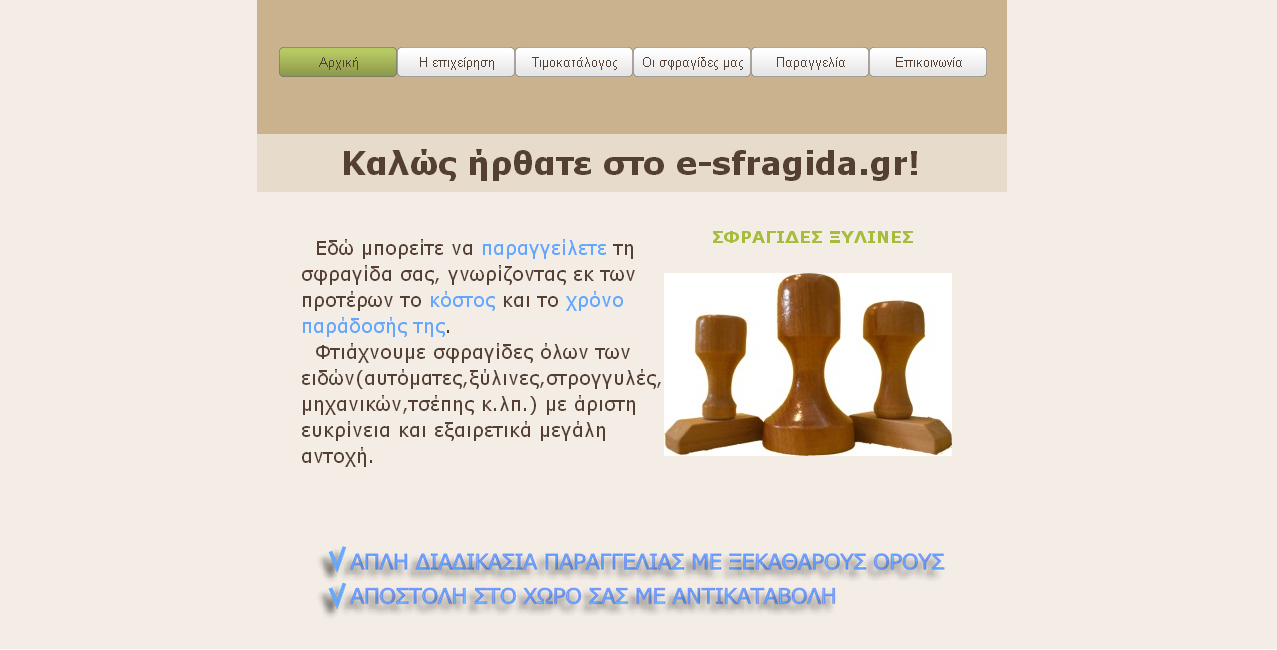 Αρχική Η επιχείρηση Τιμοκατάλογος Οι σφραγίδες μας Παραγγελία Επικοινωνία
Καλώς ήρθατε στο e-sfragida.gr!
Εδώ μπορείτε να παραγγείλετε τη
σφραγίδα σας, γνωρίζοντας εκ των
προτέρων το κόστος και το χρόνο
παράδοσής της.
Φτιάχνουμε σφραγίδες όλων των
ειδών(αυτόματες,ξύλινες,στρογγυλές,
μηχανικών,τσέπης κ.λπ.) με άριστη
ευκρίνεια και εξαιρετικά μεγάλη
αντοχή.
ΣΦΡΑΓΙΔΕΣ ΞΥΛΙΝΕΣ
√ ΑΠΛΗ ΔΙΑΔΙΚΑΣΙΑ ΠΑΡΑΓΓΕΛΙΑΣ ΜΕ ΞΕΚΑΘΑΡΟΥΣ ΟΡΟΥΣ
√ ΑΠΟΣΤΟΛΗ ΣΤΟ ΧΩΡΟ ΣΑΣ ΜΕ ΑΝΤΙΚΑΤΑΒΟΛΗ